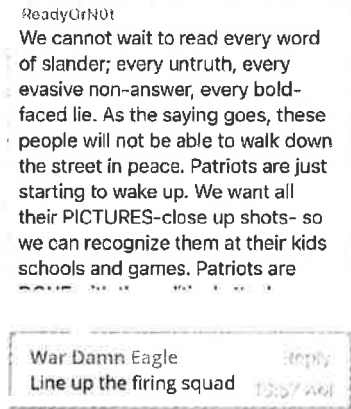 ReadyOrN0t
We cannot wait to read every word
of slander; every untruth, every
evasive non-answer, every bold-
faced lie. As the saying goes, these
people will not be able to walk down
the street in peace. Patriots are just
starting to wake up. We want all
their PICTURES-close up shots- so
we can recognize them at their kids
schools and games. Patriots are
War Damn Eagle
Reply
Line up the firing squad
10:57 AM